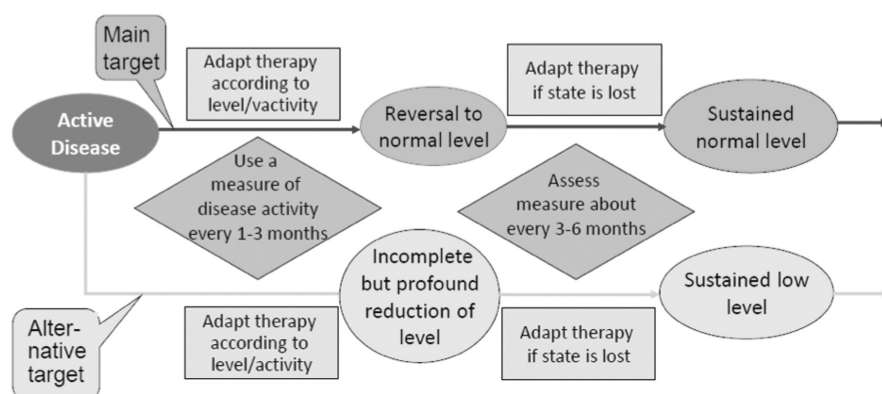 Main
target
Adapt therapy
according to
level/vactivity
Adapt therapy
if state is lost
Active
Disease
Reversal to
normal level
Sustained
normal level
Use a
measure of
disease activity
every 1-3 months
Assess
measure about
every 3-6 months
Incomplete
but profound
reduction of
level
Sustained low
level
Alter-
native
target
Adapt therapy
according to
level/activity
Adapt therapy
if state is lost